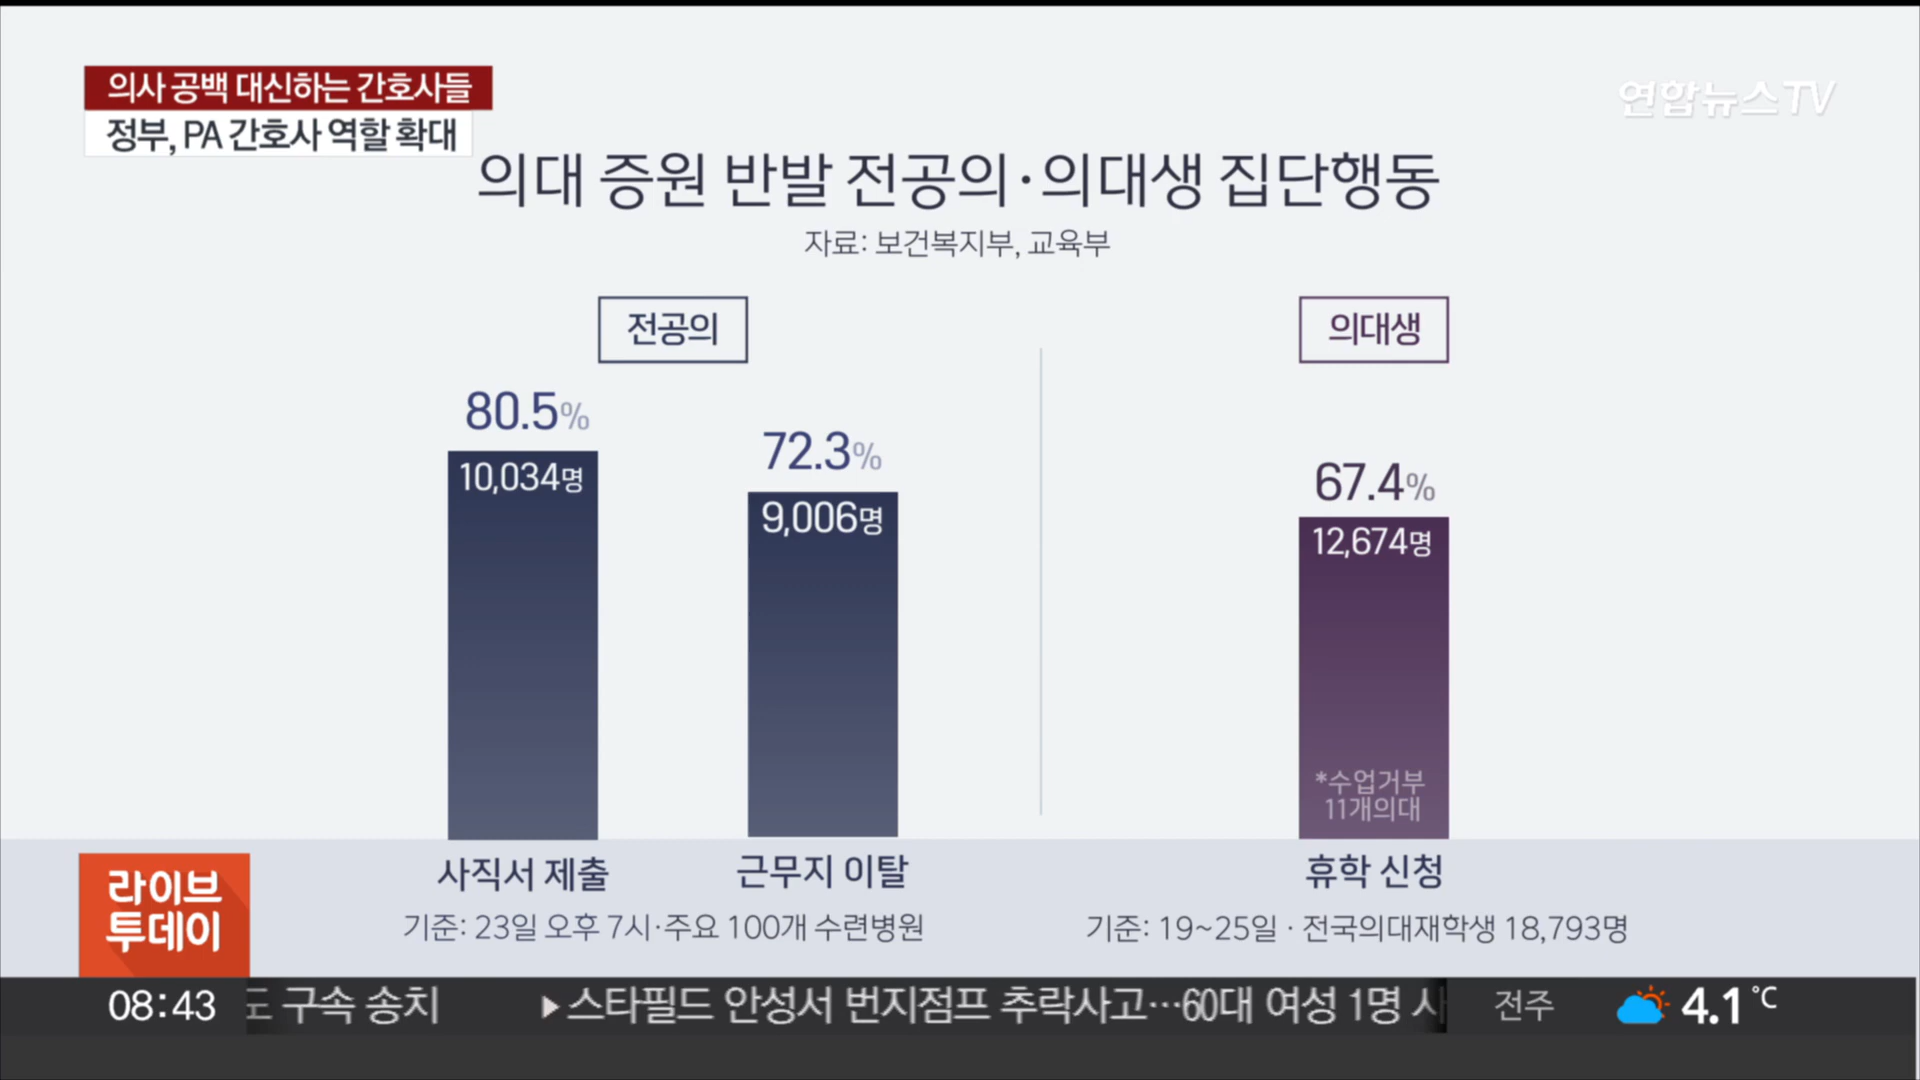 의사 공백 대신하는 간호사들
정부, PA 간호사 역할 확대
연합뉴스TV
의대 증원 반발 전공의·의대생 집단행동
자료: 보건복지부, 교육부
전공의
의대생
80.5%
10,034명
72.3%
9,006명
67.4%
12,674명
*수업거부
11개의대
사직서 제출
근무지 이탈
휴학 신청
기준: 23일 오후 7시·주요 100개 수련병원
기준: 19~25일 · 전국의대재학생 18,793명
라이브
투데이
08:43
구속 송치 ▶스타필드 안성서 번지점프 추락사고…60대 여성 1명 사
전주 4.1℃